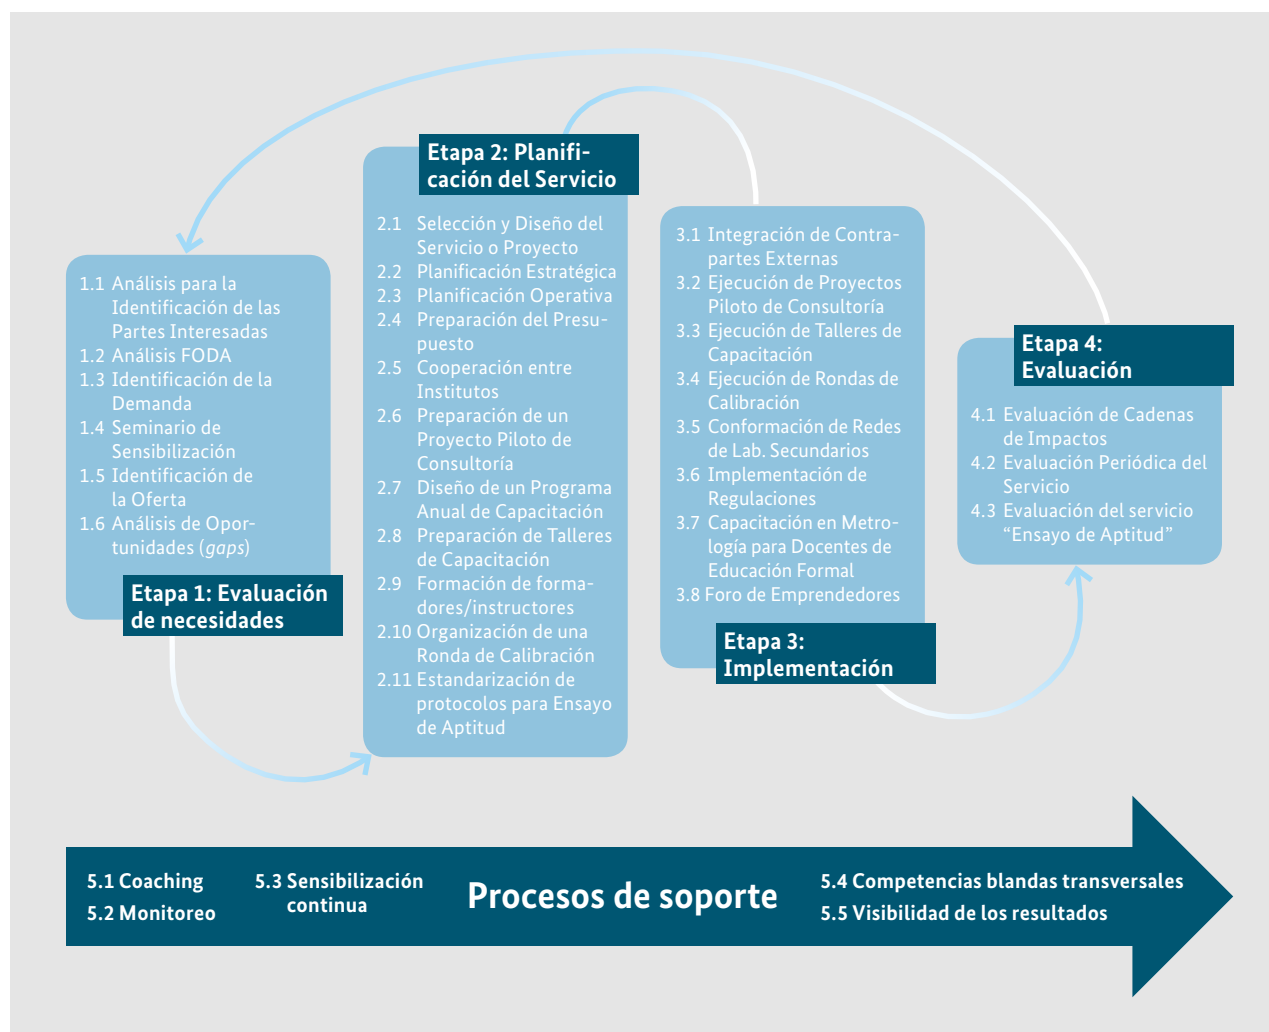 1.1 Análisis para la
Identificación de las
Partes Interesadas
1.2 Análisis FODA
1.3 Identificación de la
Demanda
1.4 Seminario de
Sensibilización
1.5 Identificación de
la Oferta
1.6 Análisis de Opor-
tunidades (gaps)
Etapa 1: Evaluación
de necesidades
Etapa 2: Planifi-
cación del Servicio
2.1 Selección y Diseño del
Servicio o Proyecto
2.2 Planificación Estratégica
2.3 Planificación Operativa
2.4 Preparación del Presu-
puesto
2.5 Cooperación entre
Institutos
2.6 Preparación de un
Proyecto Piloto de
Consultoría
2.7 Diseño de un Programa
Anual de Capacitación
2.8 Preparación de Talleres
de Capacitación
2.9 Formación de forma-
dores/instructores
2.10 Organización de una
Ronda de Calibración
2.11 Estandarización de
protocolos para Ensayo
de Aptitud
3.1 Integración de Contra-
partes Externas
3.2 Ejecución de Proyectos
Piloto de Consultoría
3.3 Ejecución de Talleres de
Capacitación
3.4 Ejecución de Rondas de
Calibración
3.5 Conformación de Redes
de Lab. Secundarios
3.6 Implementación de
Regulaciones
3.7 Capacitación en Metro-
logía para Docentes de
Educación Formal
3.8 Foro de Emprendedores
Etapa 3:
Implementación
Etapa 4:
Evaluación
4.1 Evaluación de Cadenas
de Impactos
4.2 Evaluación Periódica del
Servicio
4.3 Evaluación del servicio
“Ensayo de Aptitud”
5.1 Coaching
5.2 Monitoreo
5.3 Sensibilización
continua
Procesos de soporte
5.4 Competencias blandas transversales
5.5 Visibilidad de los resultados